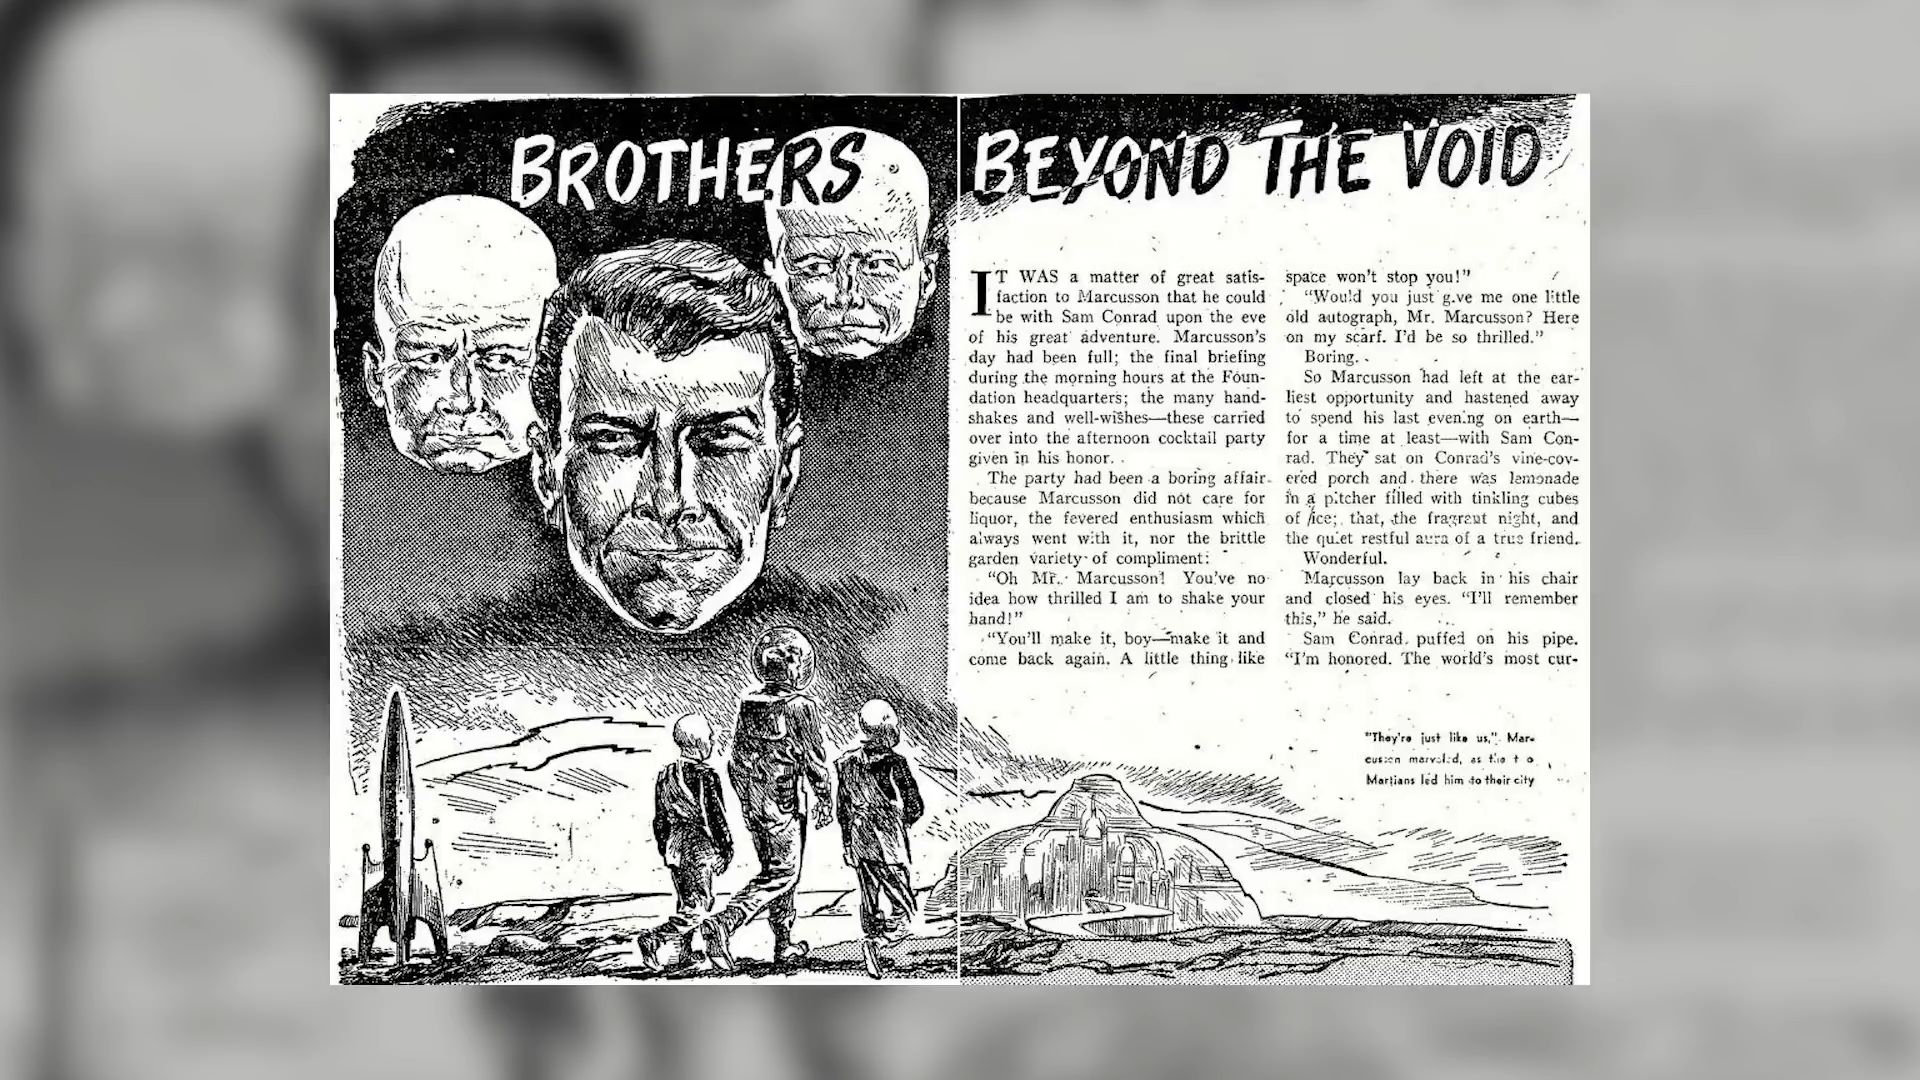 BROTHERS BEYOND THE VOID
IT WAS a matter of great satis-
faction to Marcusson that he could
be with Sam Conrad upon the eve
of his great adventure. Marcusson's
day had been full; the final briefing
during the morning hours at the Foun-
dation headquarters; the many hand-
shakes and well-wishes—these carried
over into the afternoon cocktail party
given in his honor.
The party had been a boring affair
because Marcusson did not care for
liquor, the fevered enthusiasm which
always went with it, nor the brittle
garden variety of compliment:
"Oh Mr. Marcusson! You've no
idea how thrilled I am to shake your
hand!"
"You'll make it, boy—make it and
come back again. A little thing like
space won't stop you!"
"Would you just g.ve me one little
old autograph, Mr. Marcusson? Here
on my scarf. I'd be so thrilled."
Boring.
So Marcusson had left at the ear-
liest opportunity and hastened away
to spend his last evening on earth—
for a time at least—with Sam Con-
rad. They sat on Conrad's vine-cov-
ered porch and there was lemonade
in a pitcher filled with tinkling cubes
of ice; that, the fragrant night, and
the quiet restful aura of a true friend.
Wonderful.
Marcusson lay back in his chair
and closed his eyes. "I'll remember
this," he said.
Sam Conrad puffed on his pipe.
"I'm honored. The world's most cur-
"They're just like us," Mar-
cusson marveled, as the
Martians led him to their city